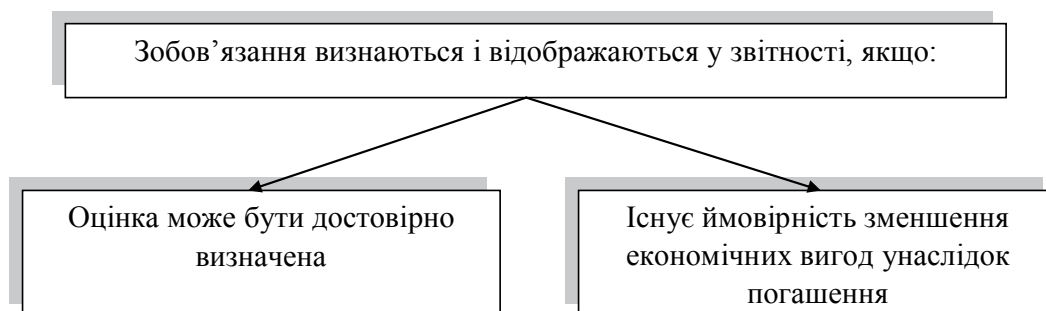 Зобов’язання визнаються і відображаються у звітності, якщо:
Оцінка може бути достовірно
визначена
Існує ймовірність зменшення
економічних вигод унаслідок
погашення